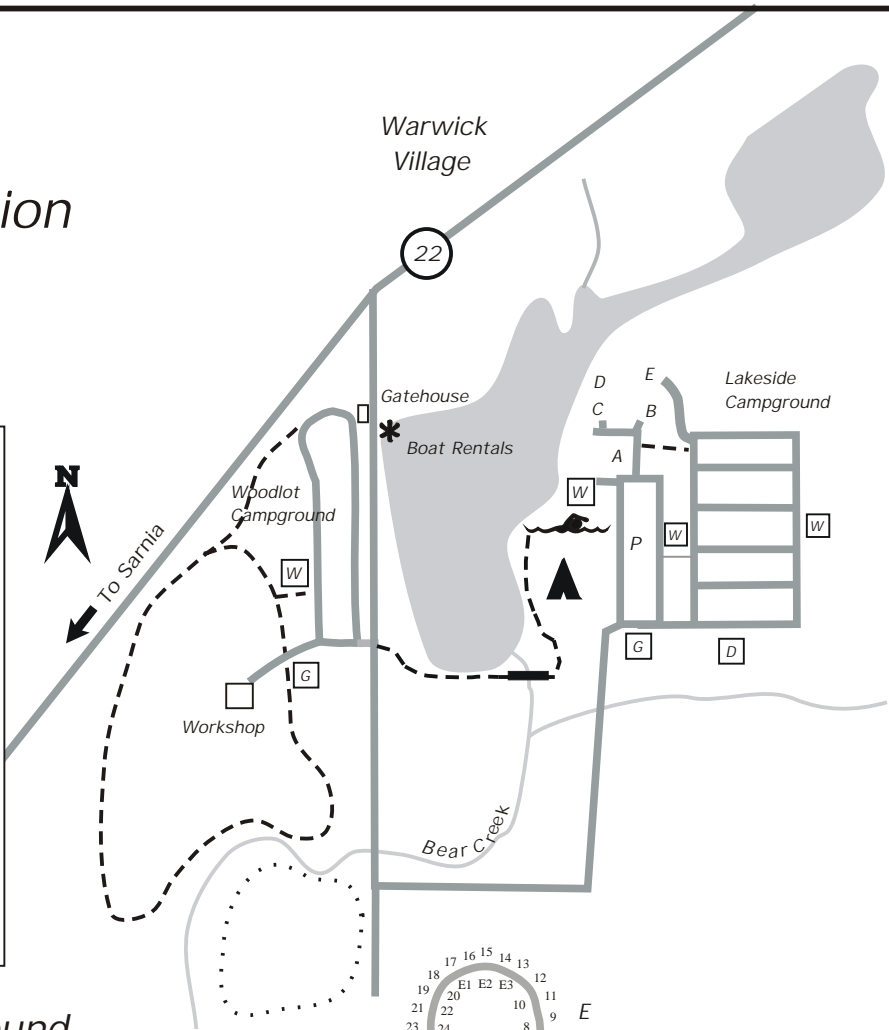 Warwick
Village
ion
22
Gatehouse
Boat Rentals
D
E
C
B
A
Lakeside
Campground
N
To Sarnia
Woodlot
Campground
W
W
W
W
P
G
D
G
Workshop
Bear Creek
17 16 15 14 13
18 12
19 E1 E2 E3 11
20
21 22 10 9
23 24 8
E
ound